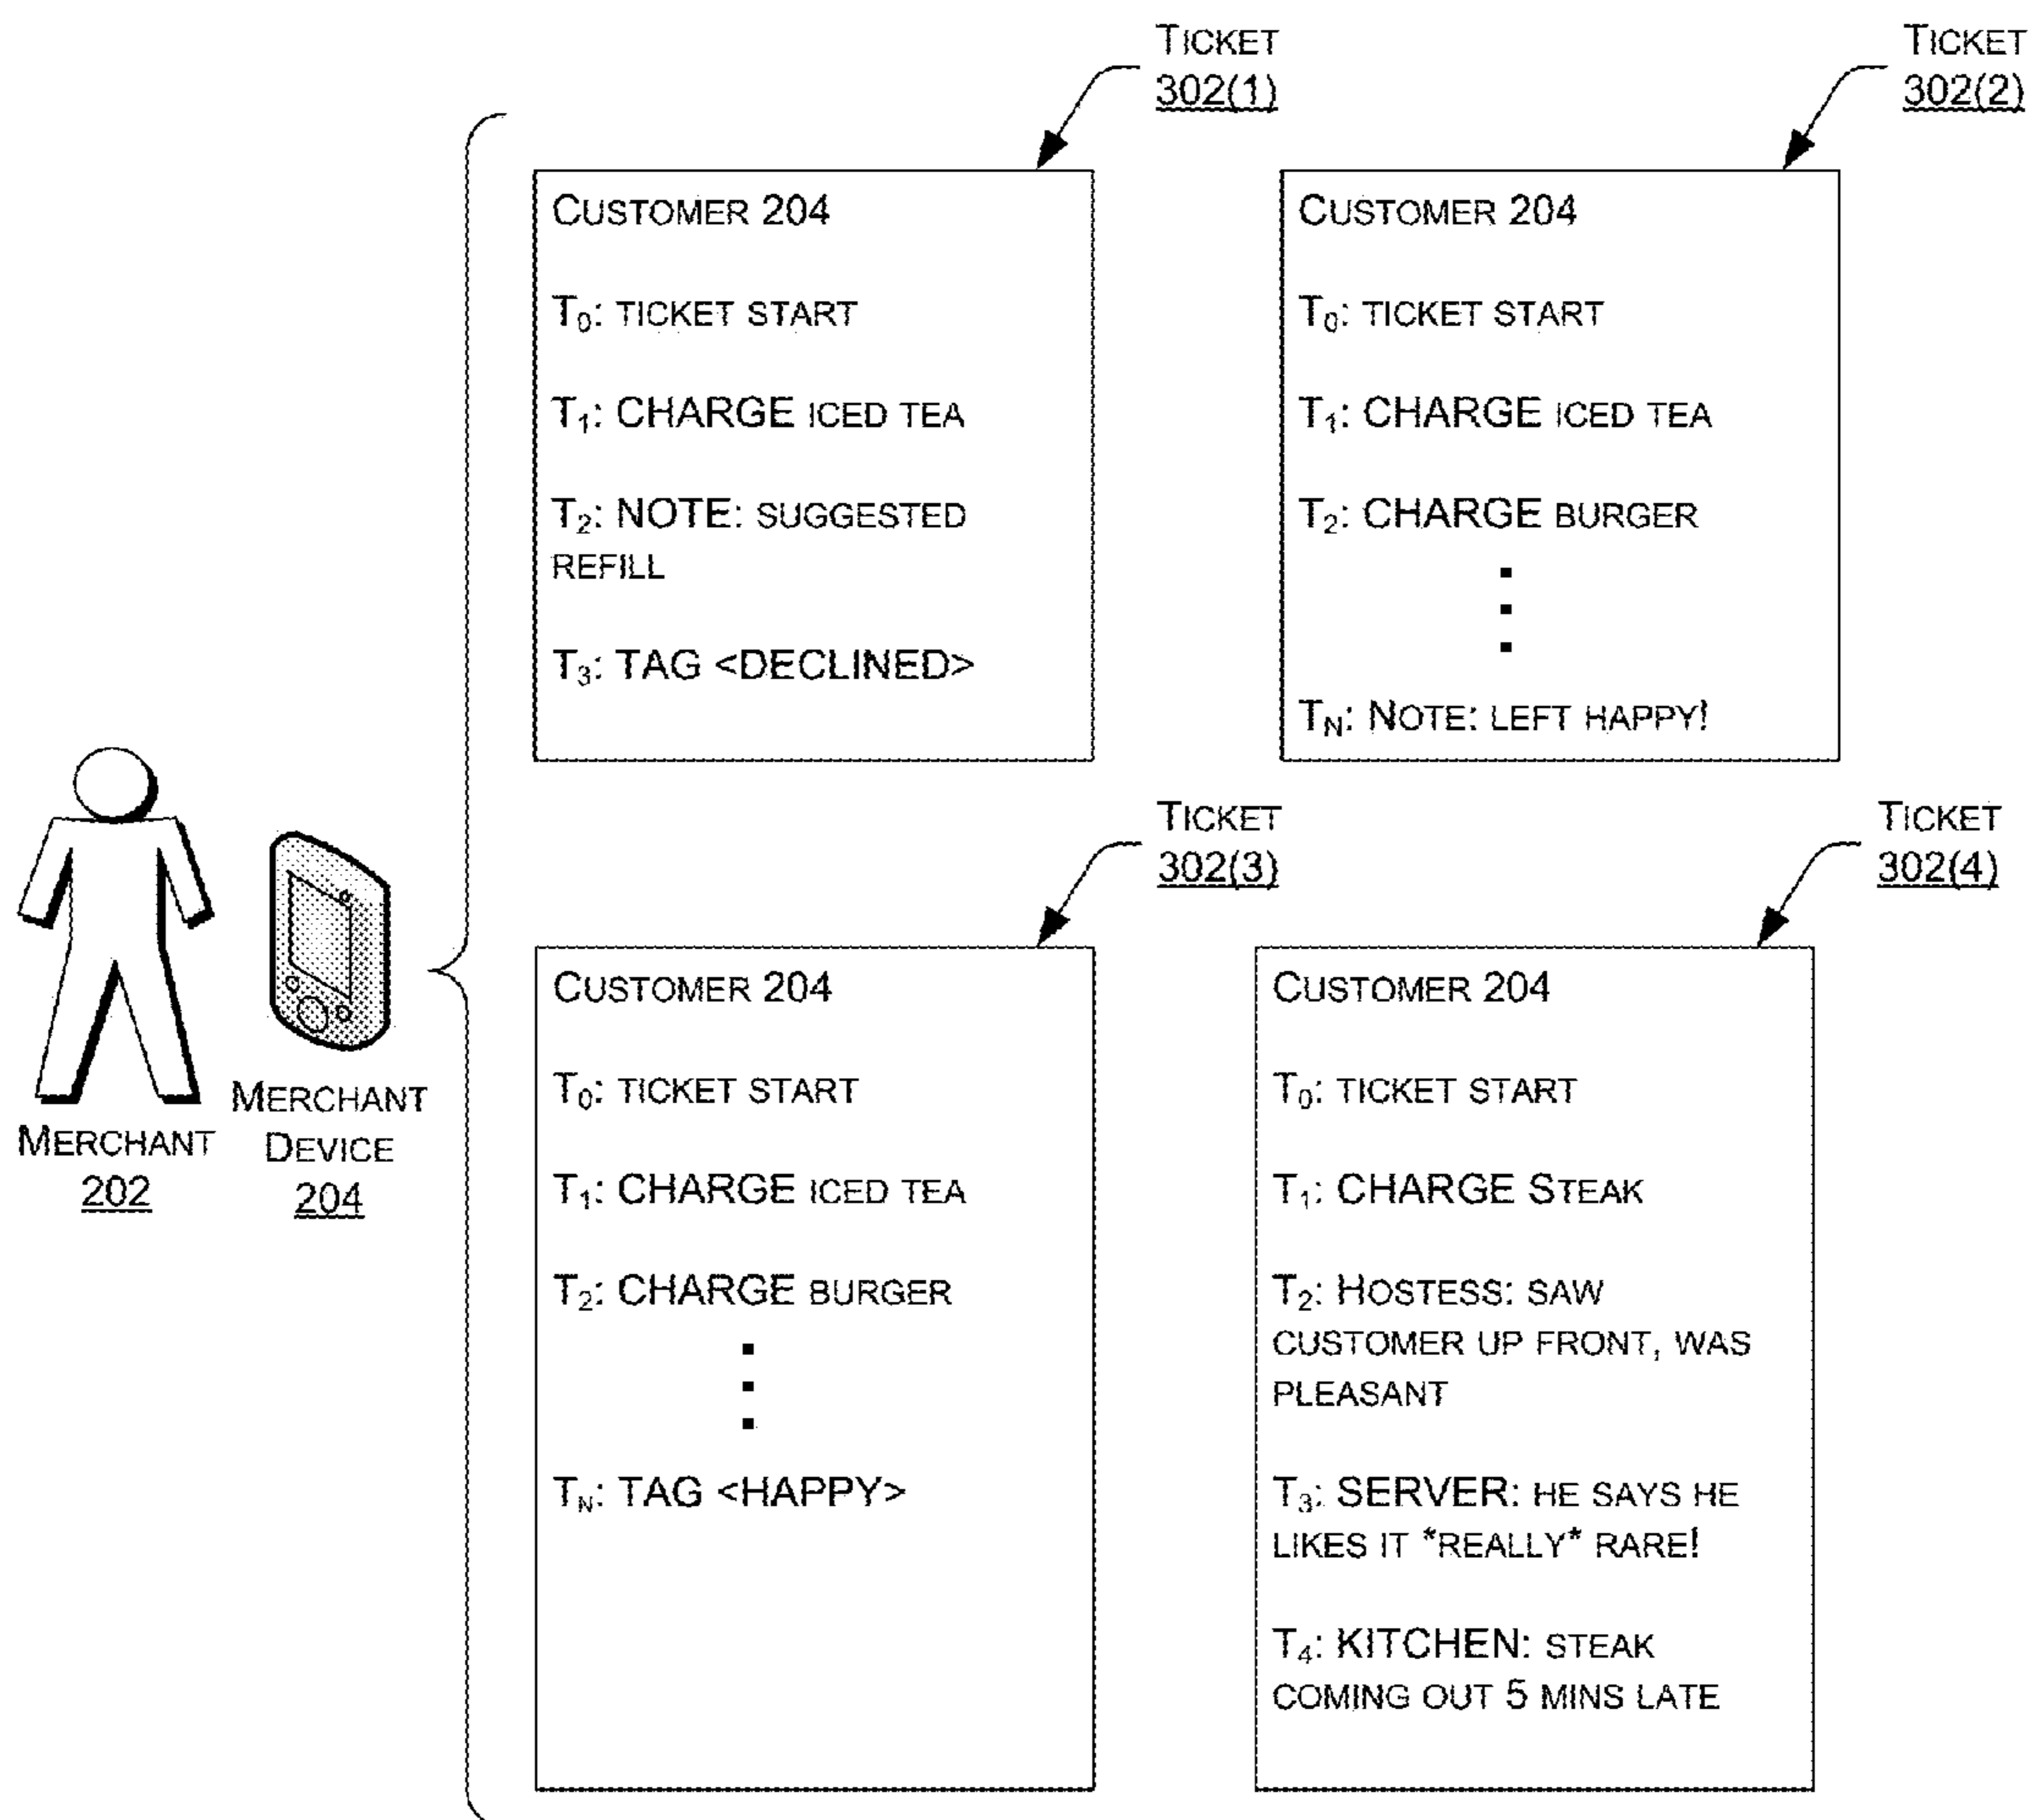 TICKET
302(1)
TICKET
302(2)
CUSTOMER 204
T0: TICKET START
T1: CHARGE ICED TEA
T2: NOTE: SUGGESTED
REFILL
T3: TAG <DECLINED>
CUSTOMER 204
T0: TICKET START
T1: CHARGE ICED TEA
T2: CHARGE BURGER
TN: NOTE: LEFT HAPPY!
MERCHANT
202
MERCHANT
DEVICE
204
TICKET
302(3)
TICKET
302(4)
CUSTOMER 204
T0: TICKET START
T1: CHARGE ICED TEA
T2: CHARGE BURGER
TN: TAG <HAPPY>
CUSTOMER 204
T0: TICKET START
T1: CHARGE STEAK
T2: HOSTESS: SAW
CUSTOMER UP FRONT, WAS
PLEASANT
T3: SERVER: HE SAYS HE
LIKES IT *REALLY* RARE!
T4: KITCHEN: STEAK
COMING OUT 5 MINS LATE